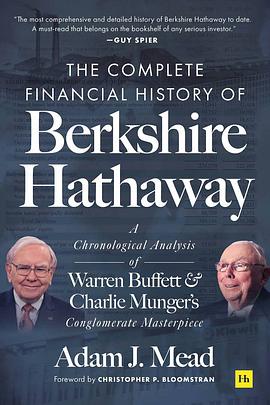 "The most comprehensive and detailed history of Berkshire Hathaway to date.
A must-read that belongs on the bookshelf of any serious investor."
—GUY SPIER
THE COMPLETE
FINANCIAL HISTORY OF
Berkshire
Hathaway
A
Chronological Analysis
of
Warren Buffett &
Charlie Munger's
Conglomerate Masterpiece
Adam J. Mead
Foreword by CHRISTOPHER P. BLOOMSTRAN
Hh